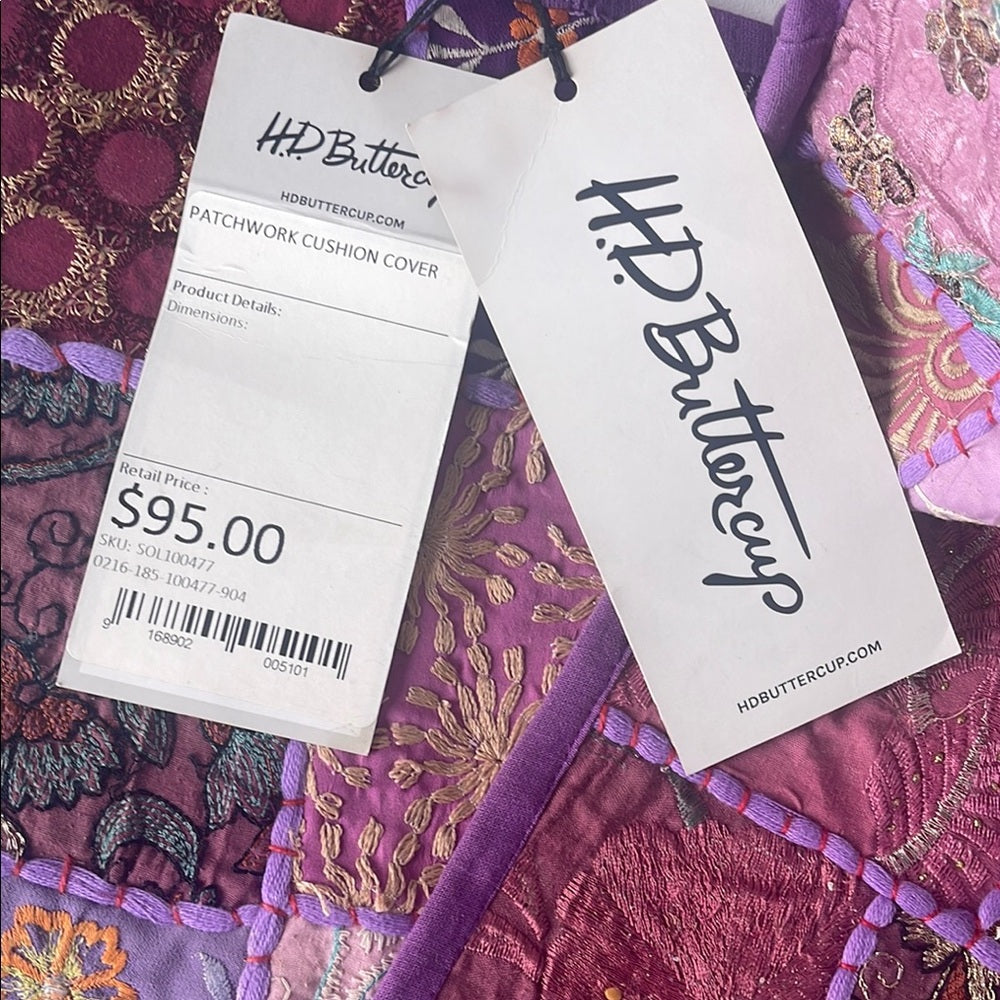 H.D Butterc
HDBUTTERCUP.COM
PATCHWORK CUSHION COVER
Product Details:
Dimensions:
Retail Price :
$95.00
SKU: SOL100477
0216-185-100477-904
9 168902 005101
H.D Buttercup
HDBUTTERCUP.COM